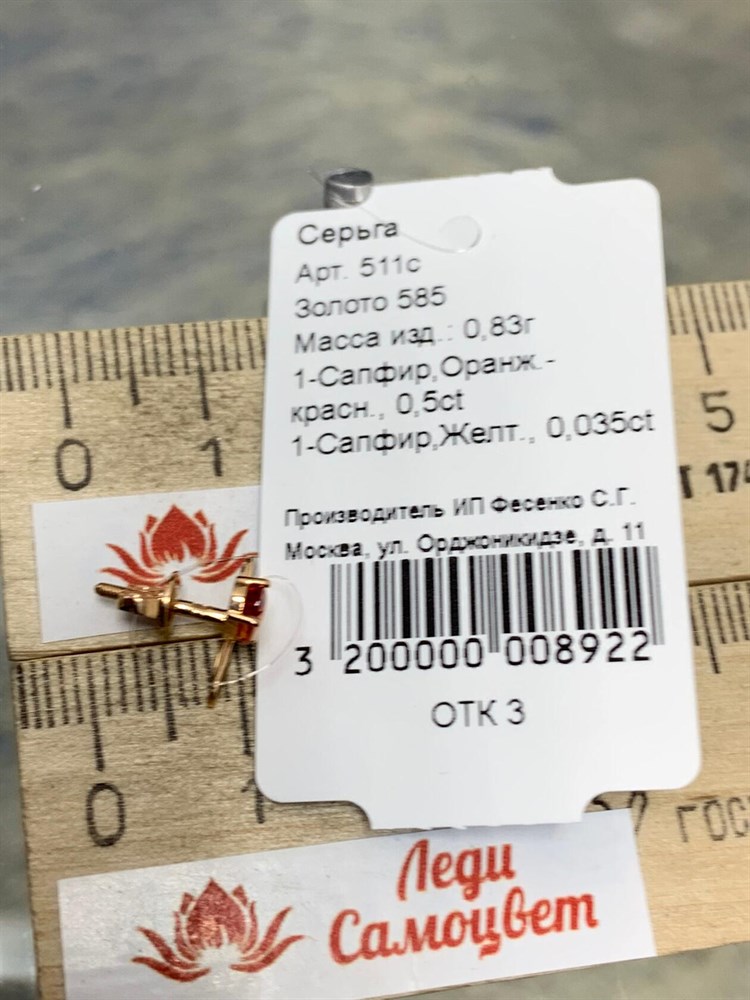 Серьга
Арт. 511с
Золото 585
Масса изд.: 0,83г
1-Сапфир,Оранж.-
красн., 0,5ct
1-Сапфир,Желт., 0,035ct
Производитель ИП Фесенко С.Г.
Москва, ул. Орджоникидзе, д. 11
3 200000 008922
ОТК 3
0 1 5
0 1
ГОС
Леди
Самоцвет